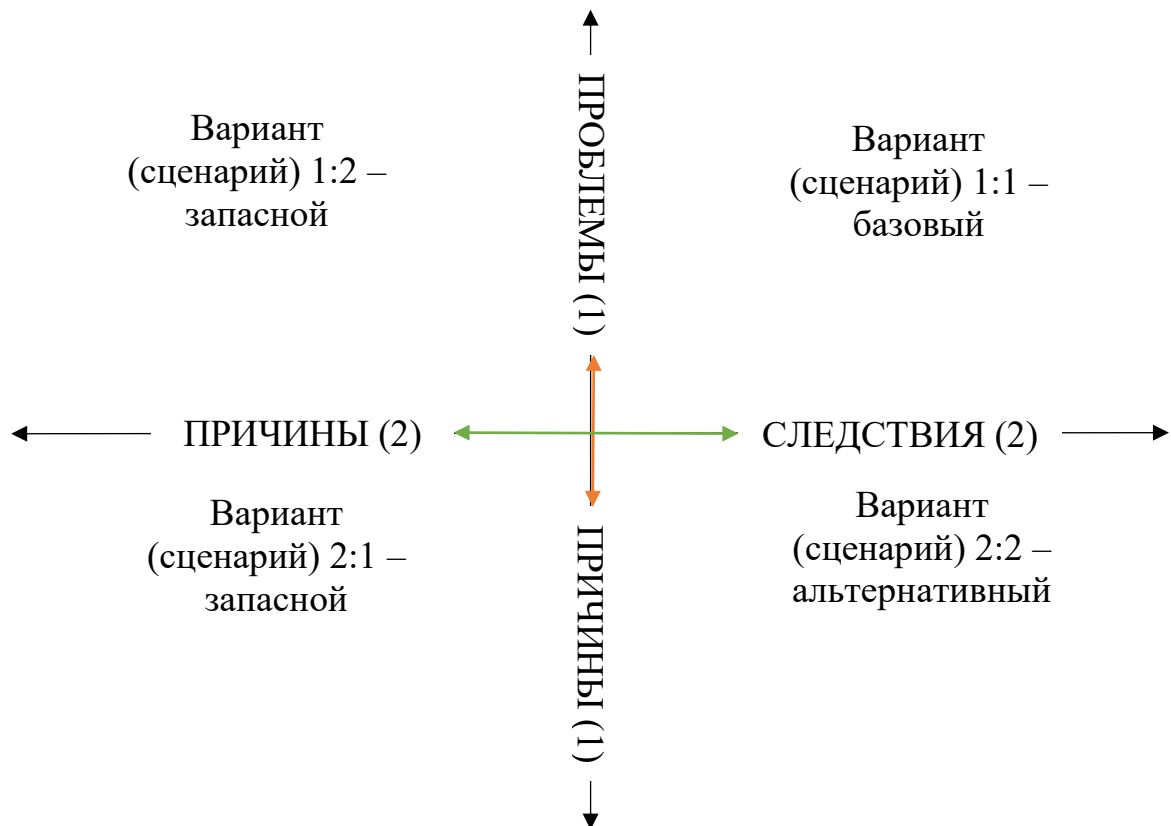 ПРОБЛЕМЫ (1)
Вариант
(сценарий) 1:2 –
запасной
Вариант
(сценарий) 1:1 –
базовый
ПРИЧИНЫ (2)
СЛЕДСТВИЯ (2)
Вариант
(сценарий) 2:1 –
запасной
Вариант
(сценарий) 2:2 –
альтернативный
ПРИЧИНЫ (1)